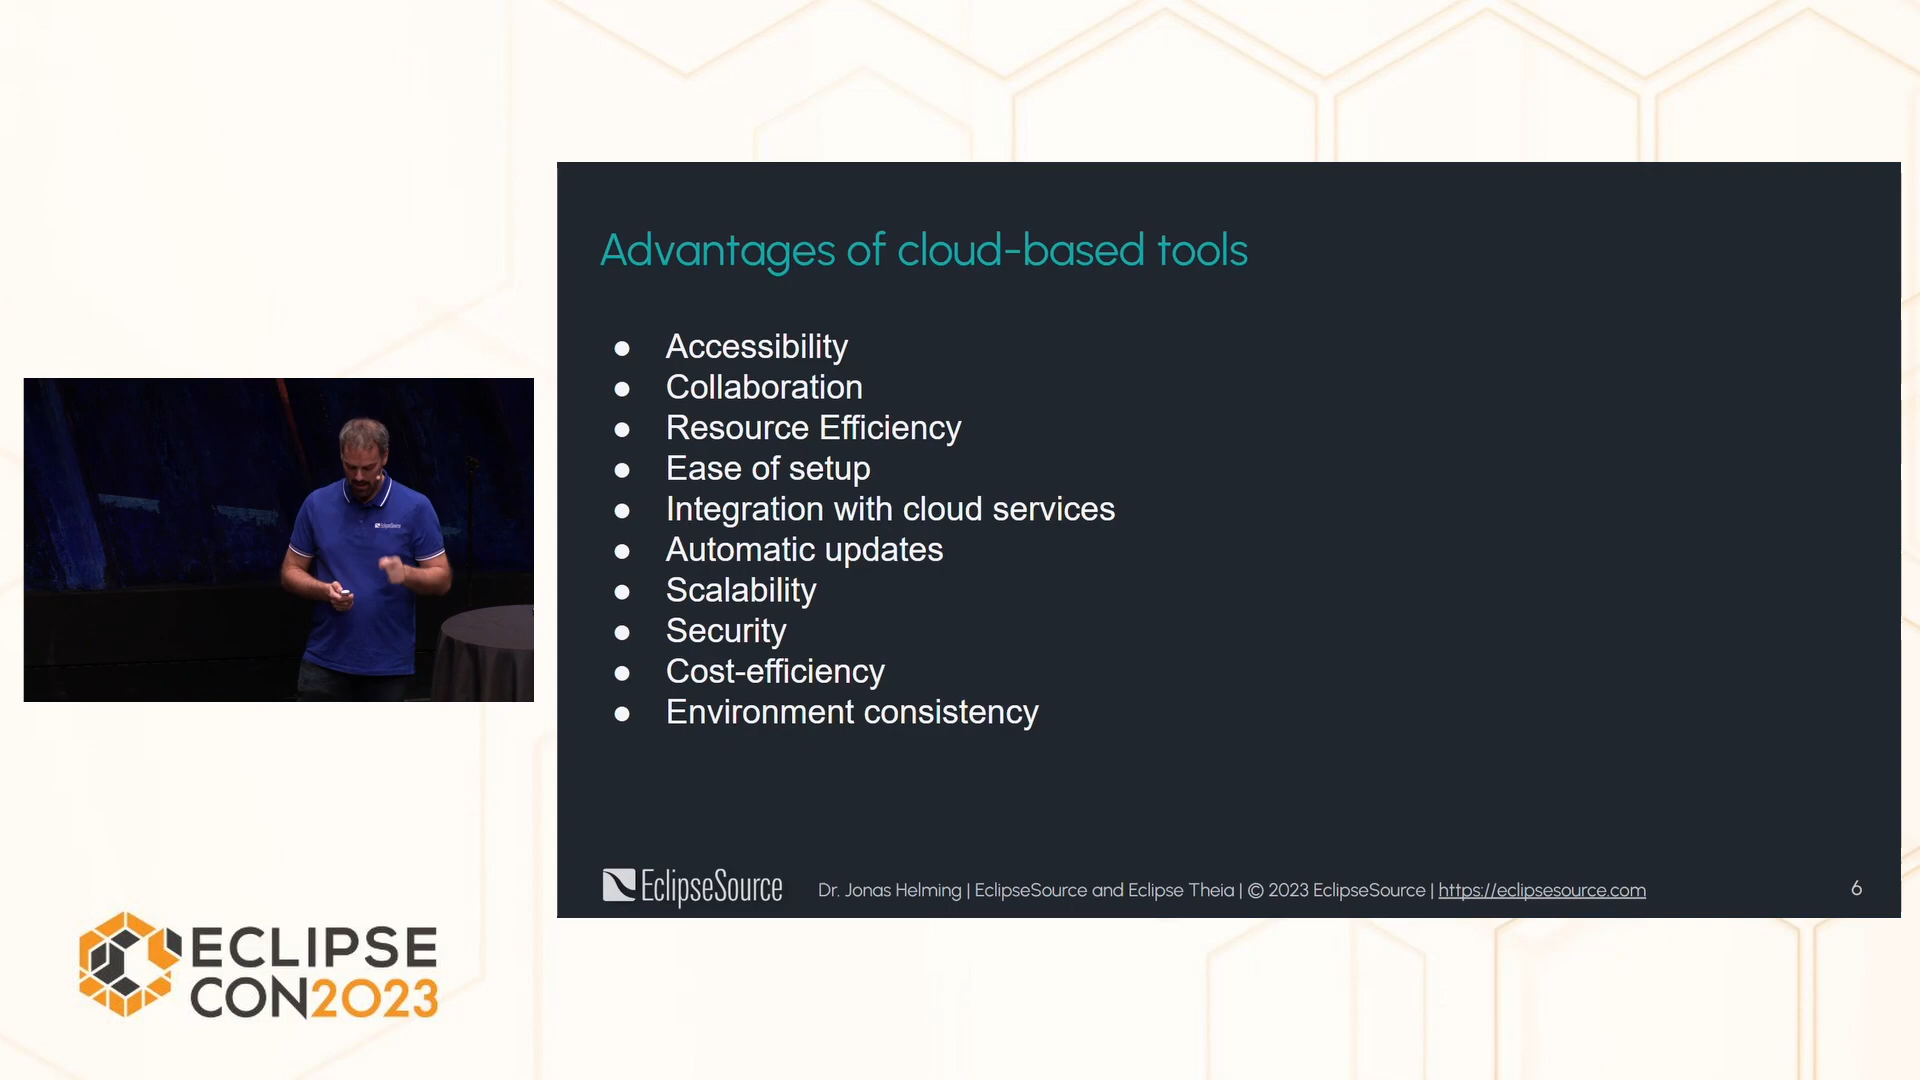 Advantages of cloud-based tools
● Accessibility
● Collaboration
● Resource Efficiency
● Ease of setup
● Integration with cloud services
● Automatic updates
● Scalability
● Security
● Cost-efficiency
● Environment consistency
EclipseSource
EclipseSource Dr. Jonas Helming | EclipseSource and Eclipse Theia | © 2023 EclipseSource | https://eclipsesource.com 6
ECLIPSE
CON2023